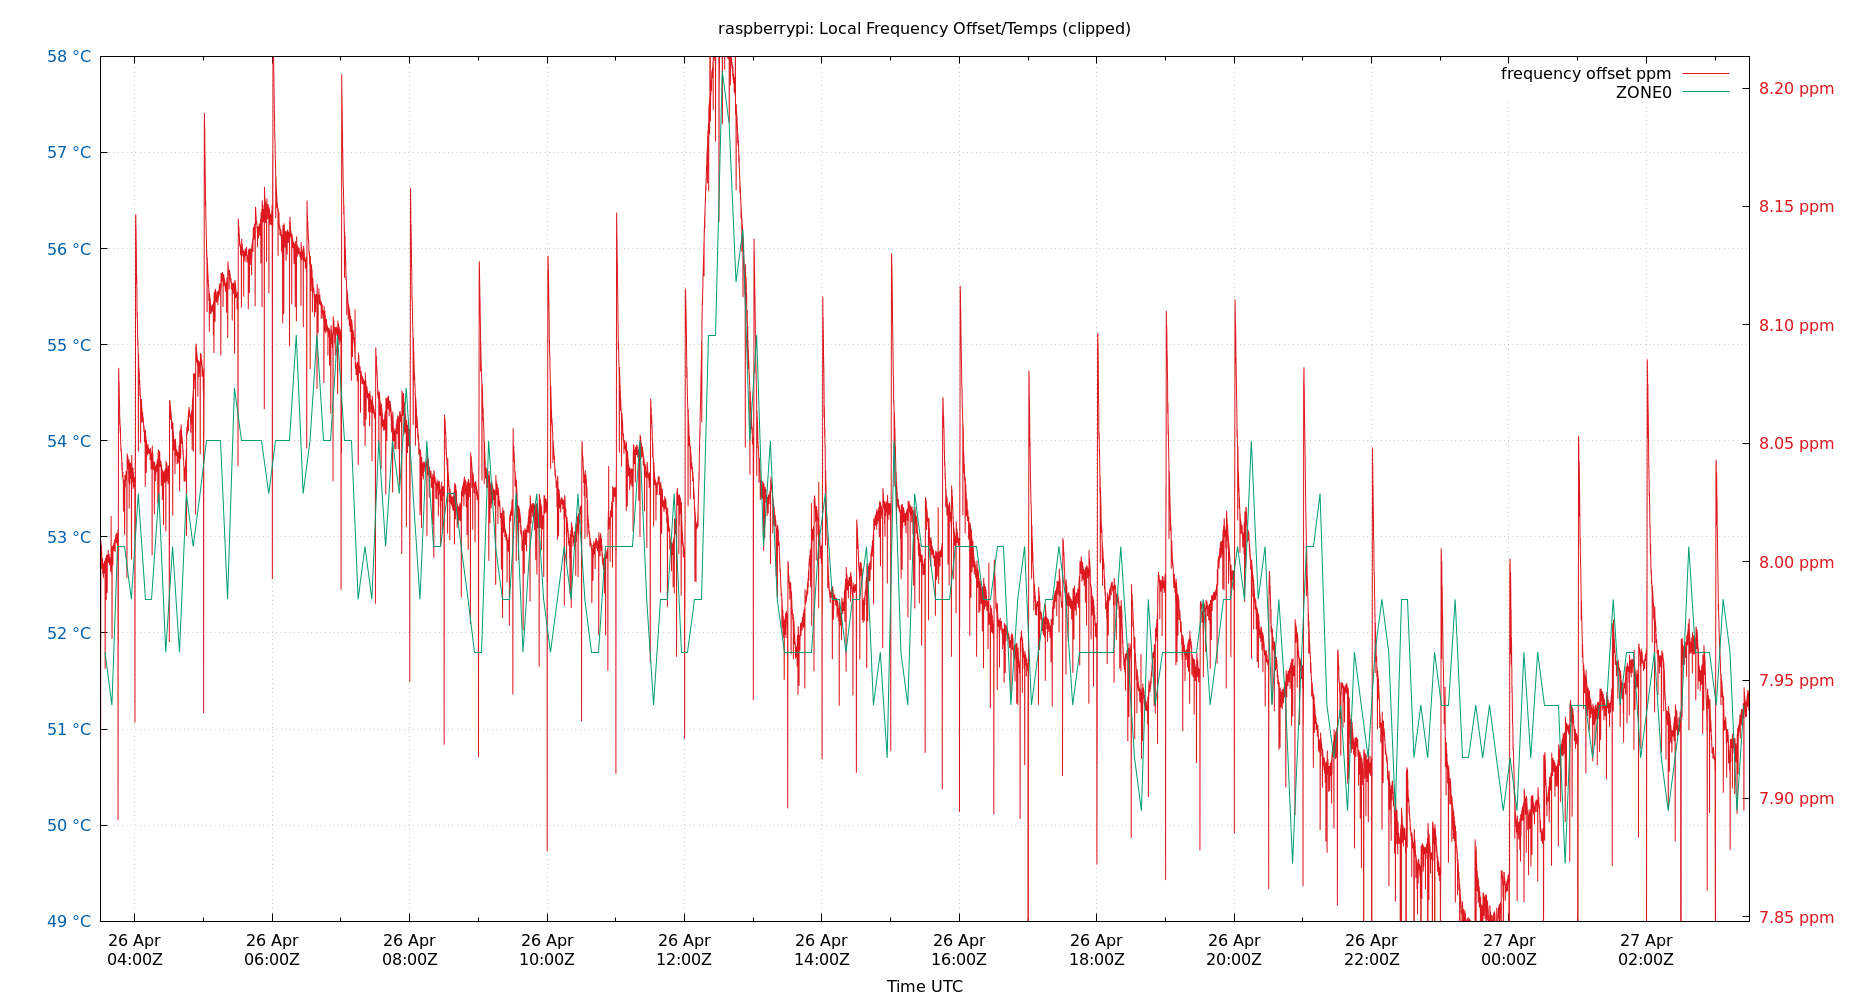 raspberrypi: Local Frequency Offset/Temps (clipped)
frequency offset ppm
ZONE0
58 °C
57 °C
56 °C
55 °C
54 °C
53 °C
52 °C
51 °C
50 °C
49 °C
8.20 ppm
8.15 ppm
8.10 ppm
8.05 ppm
8.00 ppm
7.95 ppm
7.90 ppm
7.85 ppm
26 Apr
04:00Z
26 Apr
06:00Z
26 Apr
08:00Z
26 Apr
10:00Z
26 Apr
12:00Z
26 Apr
14:00Z
26 Apr
16:00Z
26 Apr
18:00Z
26 Apr
20:00Z
26 Apr
22:00Z
27 Apr
00:00Z
27 Apr
02:00Z
Time UTC